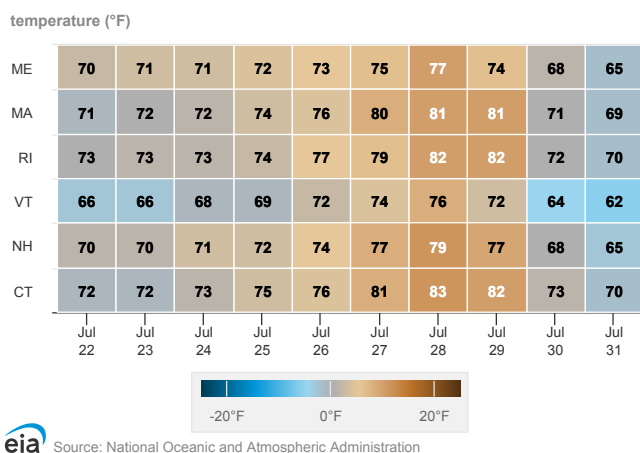 temperature (°F)
ME 70 71 71 72 73 75 77 74 68 65
MA 71 72 72 74 76 80 81 81 71 69
RI 73 73 73 74 77 79 82 82 72 70
VT 66 66 68 69 72 74 76 72 64 62
NH 70 70 71 72 74 77 79 77 68 65
CT 72 72 73 75 76 81 83 82 73 70
Jul Jul Jul Jul Jul Jul Jul Jul Jul Jul
22 23 24 25 26 27 28 29 30 31
-20°F 0°F 20°F
eia Source: National Oceanic and Atmospheric Administration